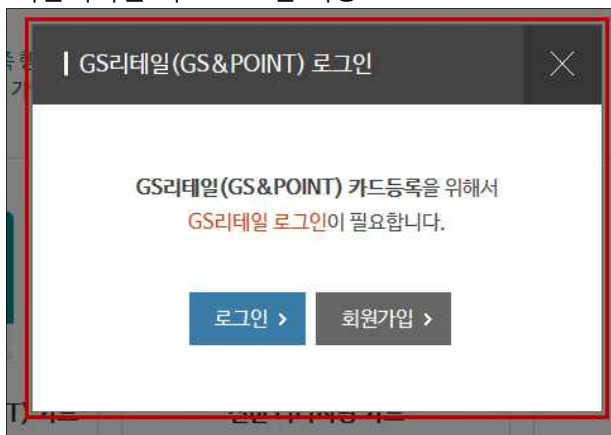 GS리테일(GS&POINT) 로그인
GS리테일(GS&POINT) 카드등록을 위해서
GS리테일 로그인이 필요합니다.
로그인 >
회원가입 >
T)